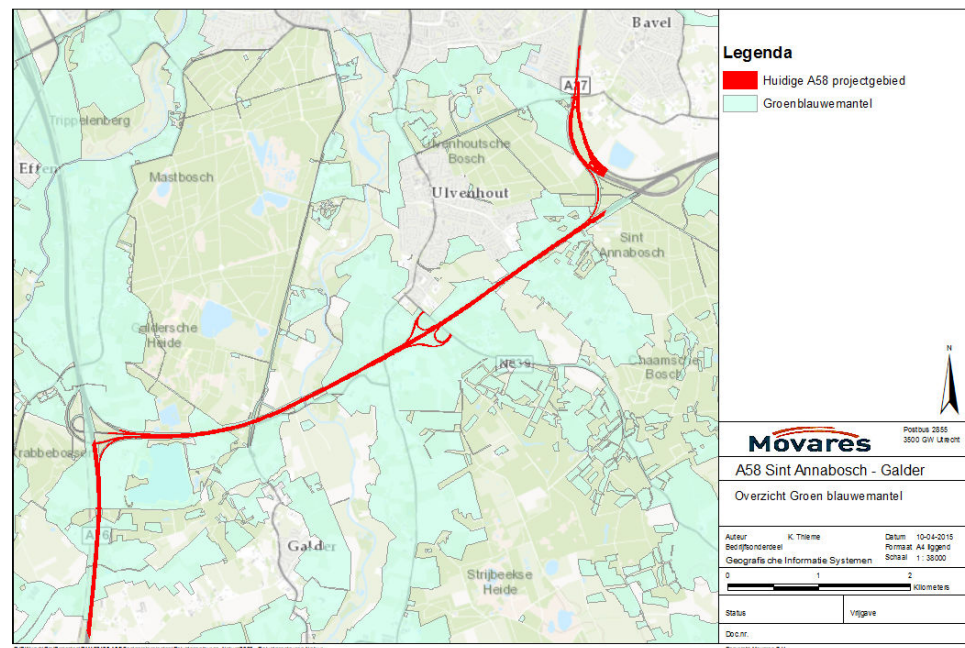 Bavel
A27
Trippelenberg
Effen
Mastbosch
Ulvenhoutsche
Bosch
Ulvenhout
Sint
Annabosch
Galdersche
Heide
N639
Chaamsche
Bosch
Krabbebossen
A16
Galder
Strijbeekse
Heide
Legenda
Huidige A58 projectgebied
Groenblauwemantel
N
Movares
Postbus 2855
3500 GW Utrecht
A58 Sint Annabosch - Galder
Overzicht Groen blauwemantel
Auteur K. Thieme Datum 10-04-2015
Bedrijfsonderdeel Formaat A4 liggend
Geografische Informatie Systemen Schaal 1 : 38000
0 1 2
Kilometers
Status Vrijgave
Doc.nr.